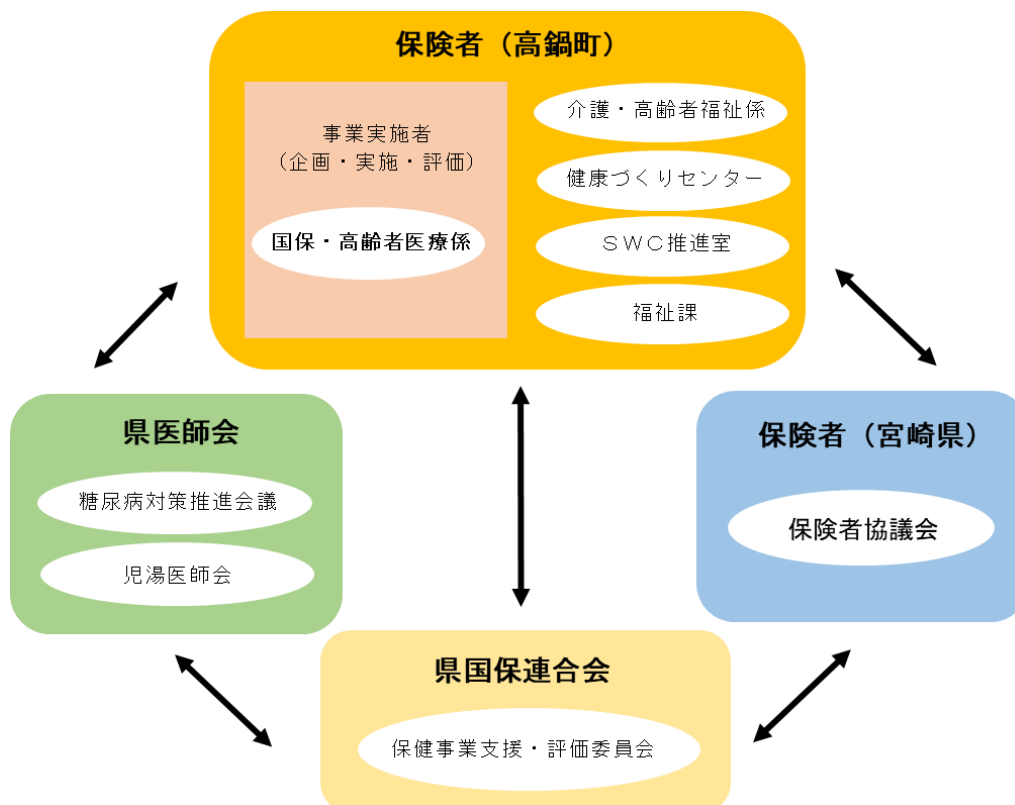 保険者（高鍋町）
事業実施者
（企画・実施・評価）
国保・高齢者医療係
介護・高齢者福祉係
健康づくりセンター
ＳＷＣ推進室
福祉課
県医師会
糖尿病対策推進会議
児湯医師会
保険者（宮崎県）
保険者協議会
県国保連合会
保健事業支援・評価委員会